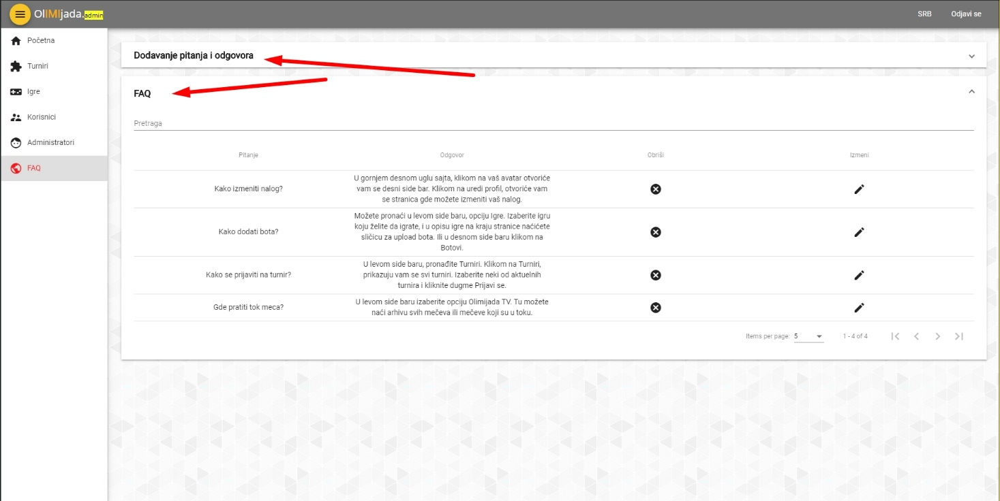 OlIMIjada.admin
SRB
Odjavi se
Početna
Turniri
Igre
Korisnici
Administratori
FAQ
Dodavanje pitanja i odgovora
FAQ
Pretraga
Pitanje
Odgovor
Obriši
Izmeni
Kako izmeniti nalog?
U gornjem desnom uglu sajta, klikom na vaš avatar otvoriće
vam se desni side bar. Klikom na uredi profil, otvoriće vam
se stranica gde možete izmeniti vaš nalog.
Kako dodati bota?
Možete pronaći u levom side baru, opciju Igre. Izaberite igru
koju želite da igrate, i u opisu igre na kraju stranice naćićete
sličicu za upload bota. Ili u desnom side baru klikom na
Botovi.
Kako se prijaviti na turnir?
U levom side baru, pronađite Turniri. Klikom na Turniri,
prikazuju vam se svi turniri. Izaberite neki od aktuelnih
turnira i kliknite dugme Prijavi se.
Gde pratiti tok meca?
U levom side baru izaberite opciju Olimijada TV. Tu možete
naći arhivu svih mečeva ili mečeve koji su u toku.
Items per page: 5
1 - 4 of 4